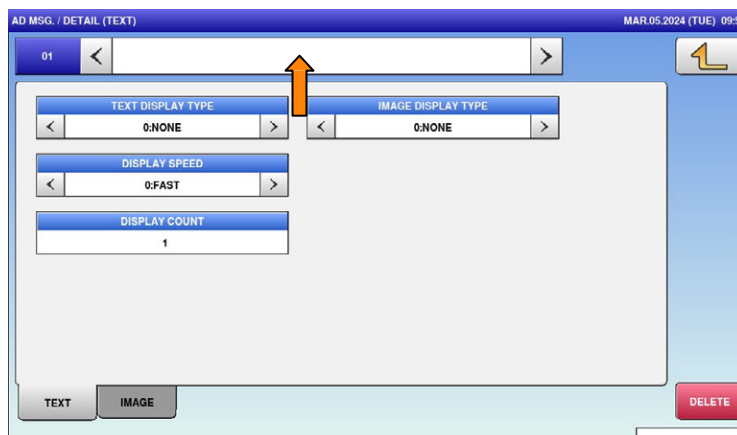 AD MSG. / DETAIL (TEXT) MAR.05.2024 (TUE)
01
TEXT DISPLAY TYPE IMAGE DISPLAY TYPE
0:NONE 0:NONE
DISPLAY SPEED
0:FAST
DISPLAY COUNT
1
TEXT IMAGE
DELETE